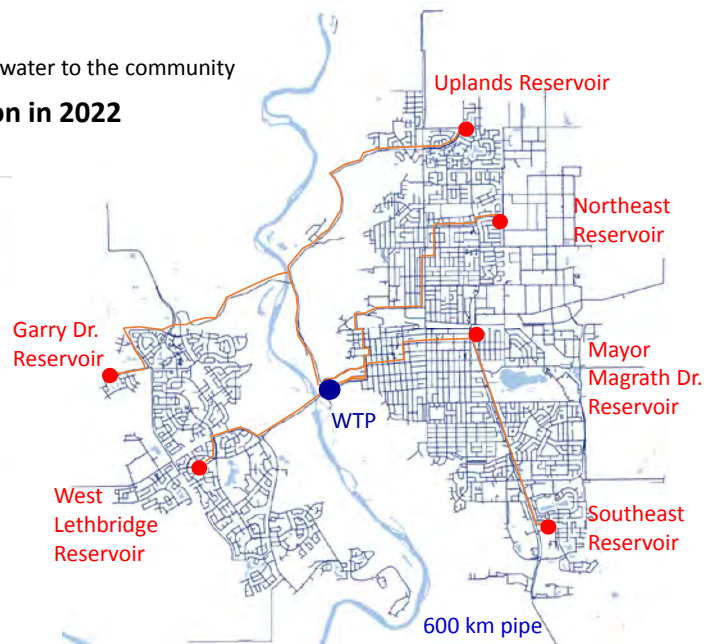 water to the community
n in 2022
Uplands Reservoir
Northeast
Reservoir
Garry Dr.
Reservoir
Mayor
Magrath Dr.
Reservoir
WTP
West
Lethbridge
Reservoir
Southeast
Reservoir
600 km pipe